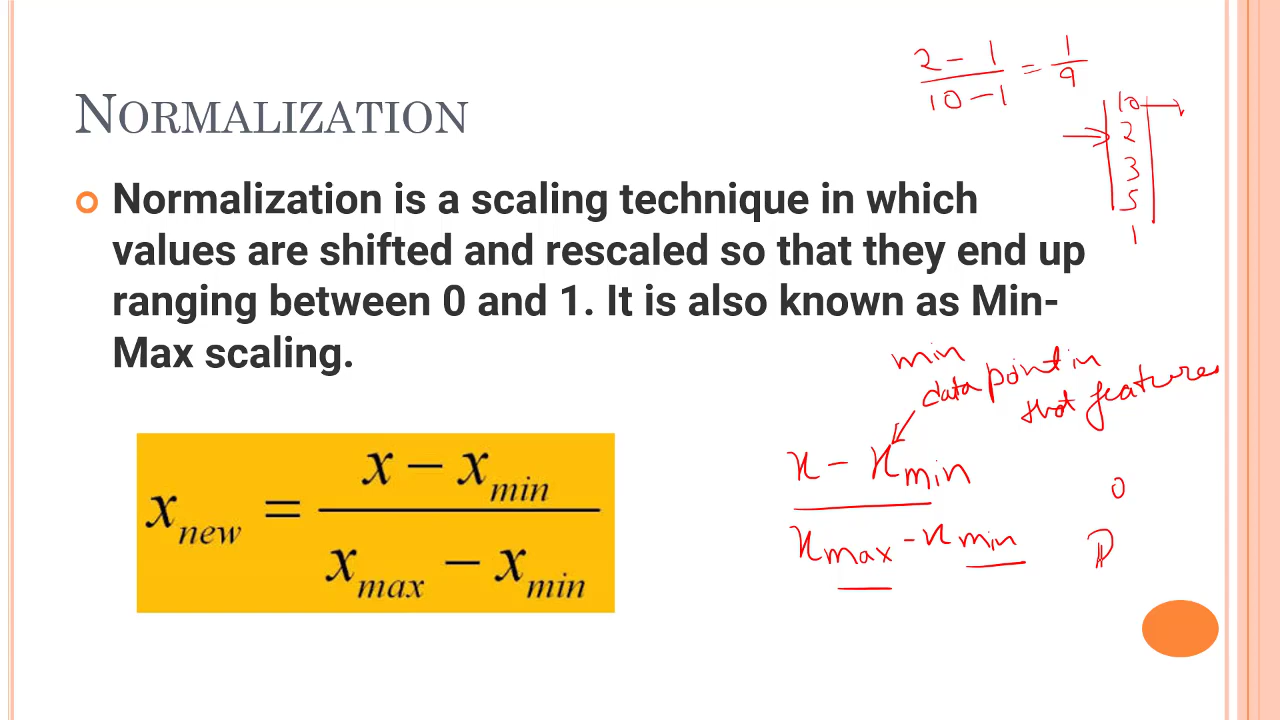 NORMALIZATION
Normalization is a scaling technique in which
values are shifted and rescaled so that they end up
ranging between 0 and 1. It is also known as Min-
Max scaling.
x_new = (x − x_min) / (x_max − x_min)
2 - 1
10 - 1
= 1/9
10
2
3
5
1
min
data point in
that features
x - x_min
x_max - x_min
0